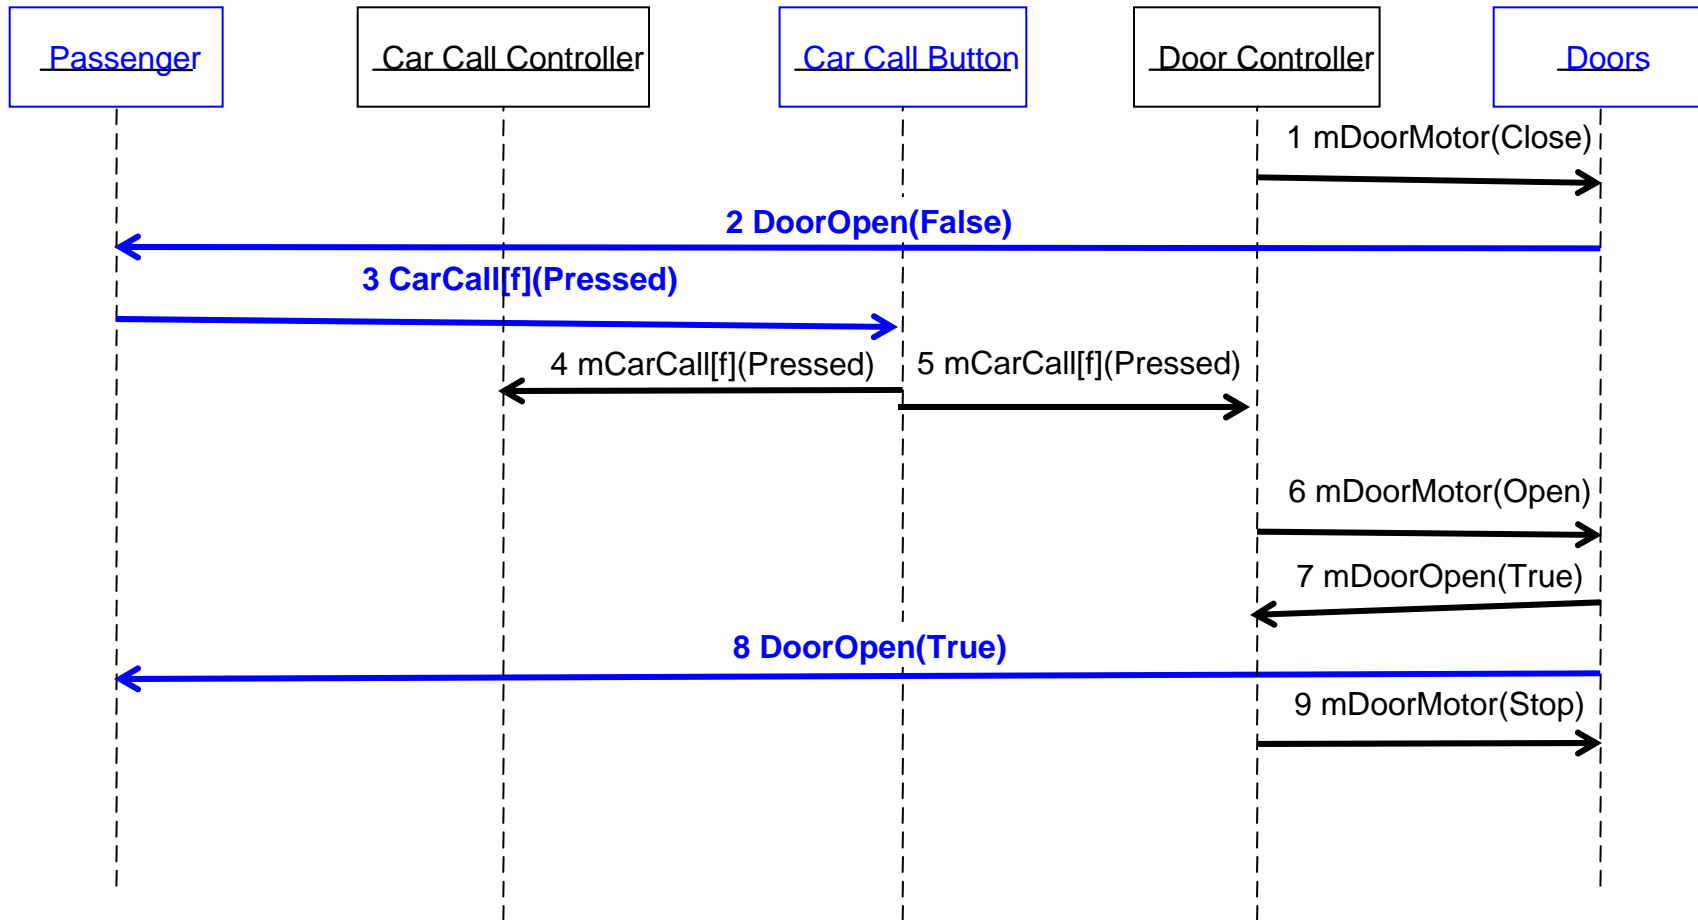 Passenger
Car Call Controller
Car Call Button
Door Controller
Doors
1 mDoorMotor(Close)
2 DoorOpen(False)
3 CarCall[f](Pressed)
4 mCarCall[f](Pressed)
5 mCarCall[f](Pressed)
6 mDoorMotor(Open)
7 mDoorOpen(True)
8 DoorOpen(True)
9 mDoorMotor(Stop)